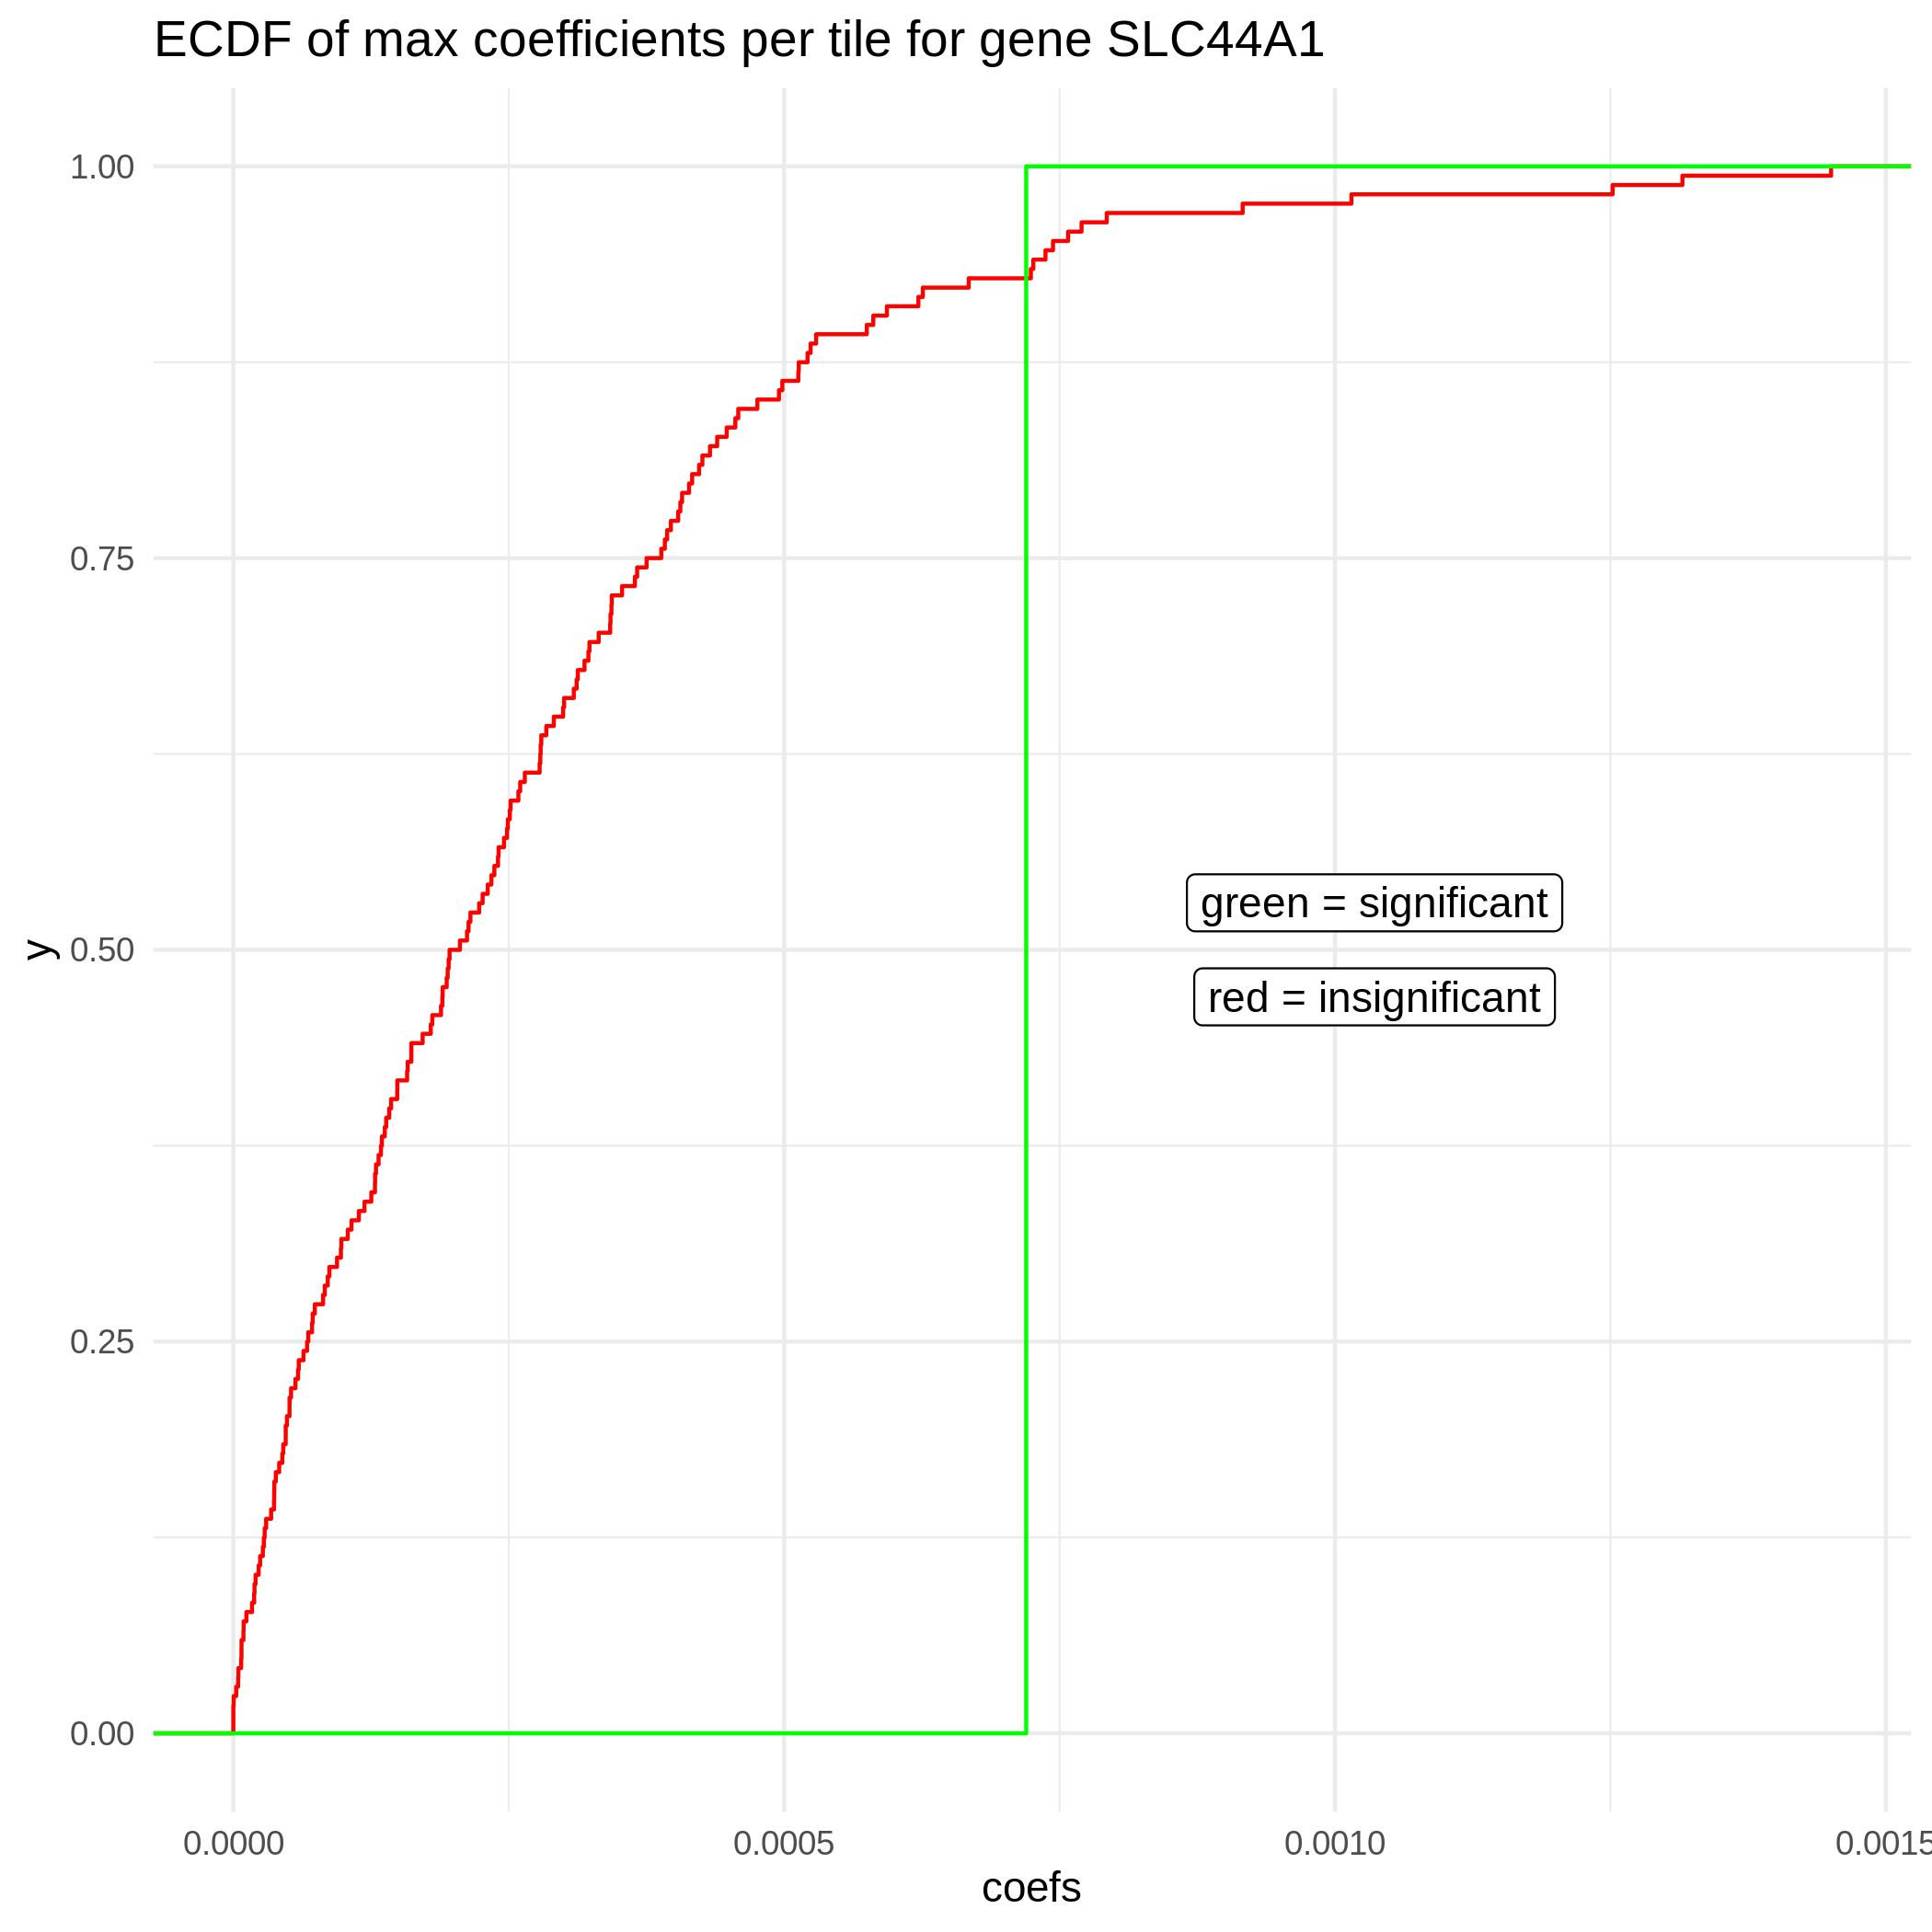 ECDF of max coefficients per tile for gene SLC44A1
1.00
0.75
0.50
0.25
0.00
y
green = significant
red = insignificant
0.0000 0.0005 0.0010 0.0015
coefs